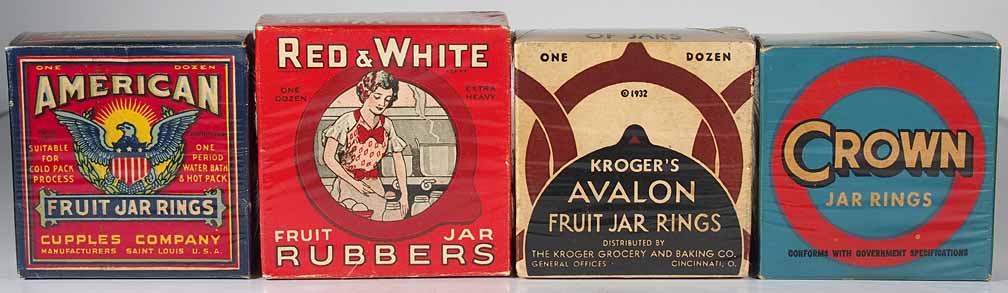 ONE DOZEN
AMERICAN
SUITABLE
FOR
COLD PACK
PROCESS
ONE
PERIOD
WATER BATH
& HOT PACK
FRUIT JAR RINGS
CUPPLES COMPANY
MANUFACTURERS SAINT LOUIS U.S.A.
RED & WHITE
ONE
DOZEN
EXTRA
HEAVY
FRUIT JAR
RUBBERS
OF JARS
ONE DOZEN
©1932
KROGER'S
AVALON
FRUIT JAR RINGS
DISTRIBUTED BY
THE KROGER GROCERY AND BAKING CO.
GENERAL OFFICES CINCINNATI, O.
CROWN
JAR RINGS
CONFORMS WITH GOVERNMENT SPECIFICATIONS